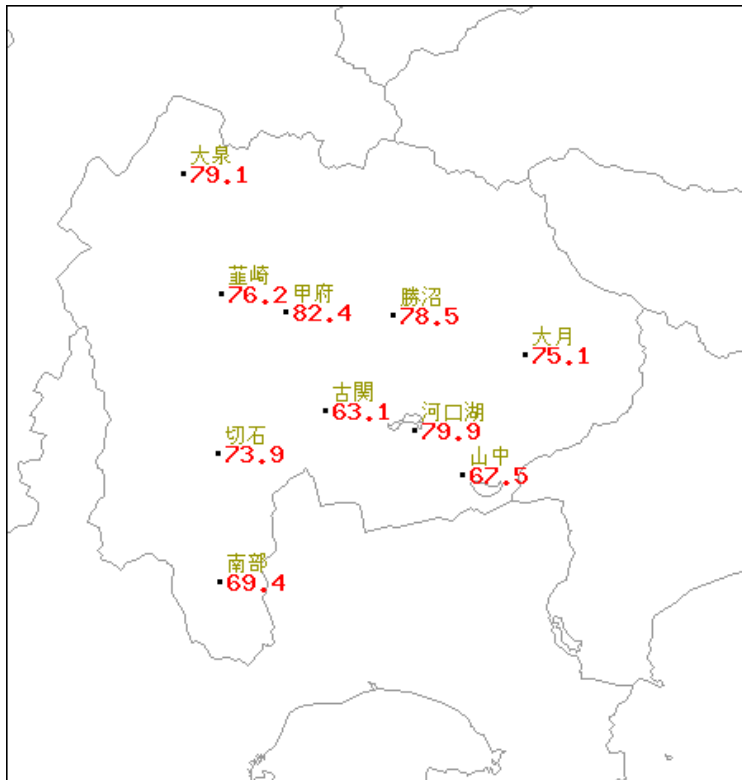 大泉
79.1
韮崎
76.2
甲府
82.4
勝沼
78.5
大月
75.1
古関
63.1
河口湖
79.9
切石
73.9
山中
67.5
南部
69.4